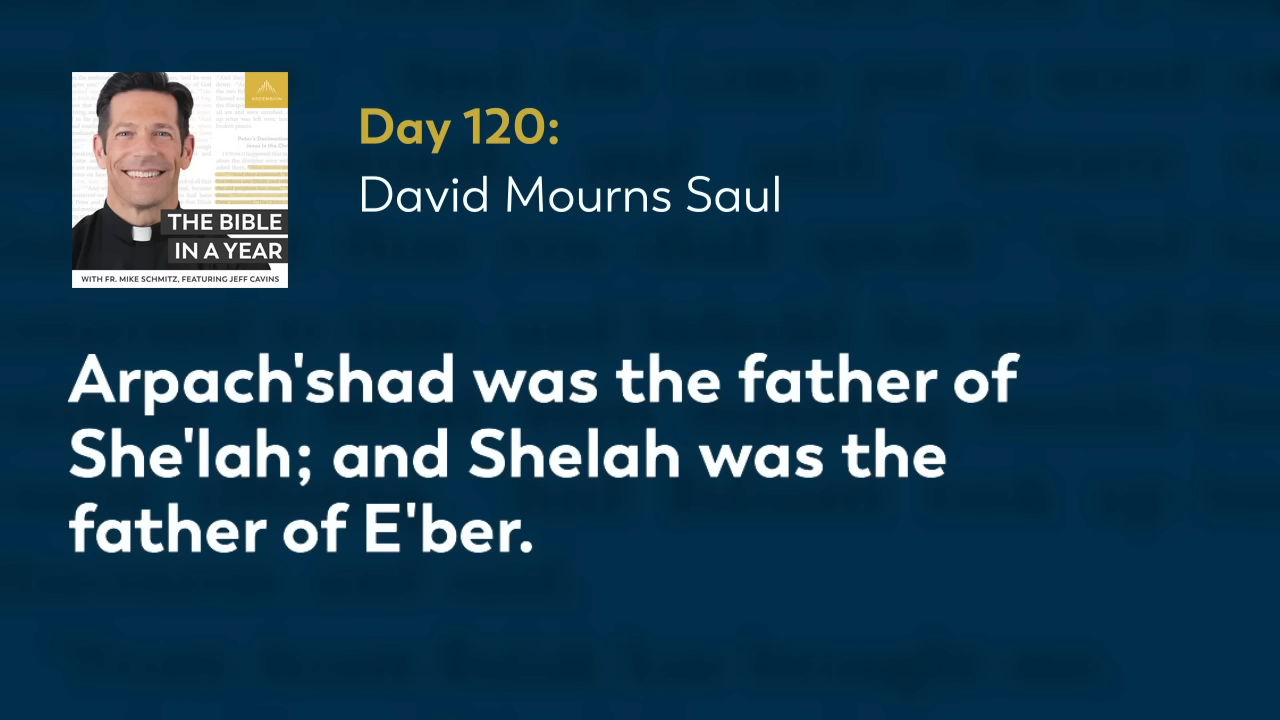 ASCENSION
THE BIBLE
IN A YEAR
WITH FR. MIKE SCHMITZ, FEATURING JEFF CAVINS
Day 120:
David Mourns Saul
Arpach'shad was the father of
She'lah; and Shelah was the
father of E'ber.